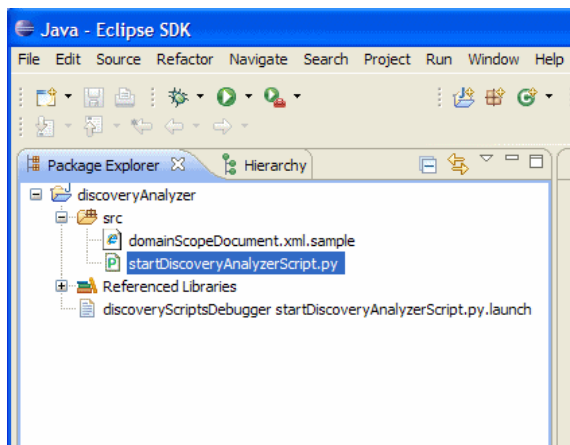 Java - Eclipse SDK
File Edit Source Refactor Navigate Search Project Run Window Help
Package Explorer Hierarchy
discoveryAnalyzer
src
domainScopeDocument.xml.sample
startDiscoveryAnalyzerScript.py
Referenced Libraries
discoveryScriptsDebugger startDiscoveryAnalyzerScript.py.launch